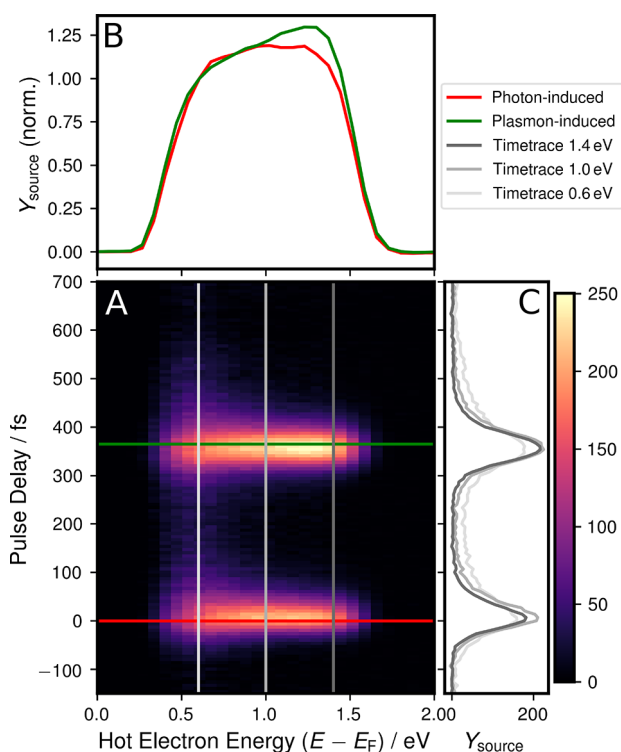 B
1.25
1.00
0.75
0.50
0.25
0.00
Y_source (norm.)
Photon-induced
Plasmon-induced
Timetrace 1.4 eV
Timetrace 1.0 eV
Timetrace 0.6 eV
A
700
600
500
400
300
200
100
0
−100
Pulse Delay / fs
0.0 0.5 1.0 1.5 2.0
Hot Electron Energy (E − E_F) / eV
C
0 200
Y_source
250
200
150
100
50
0